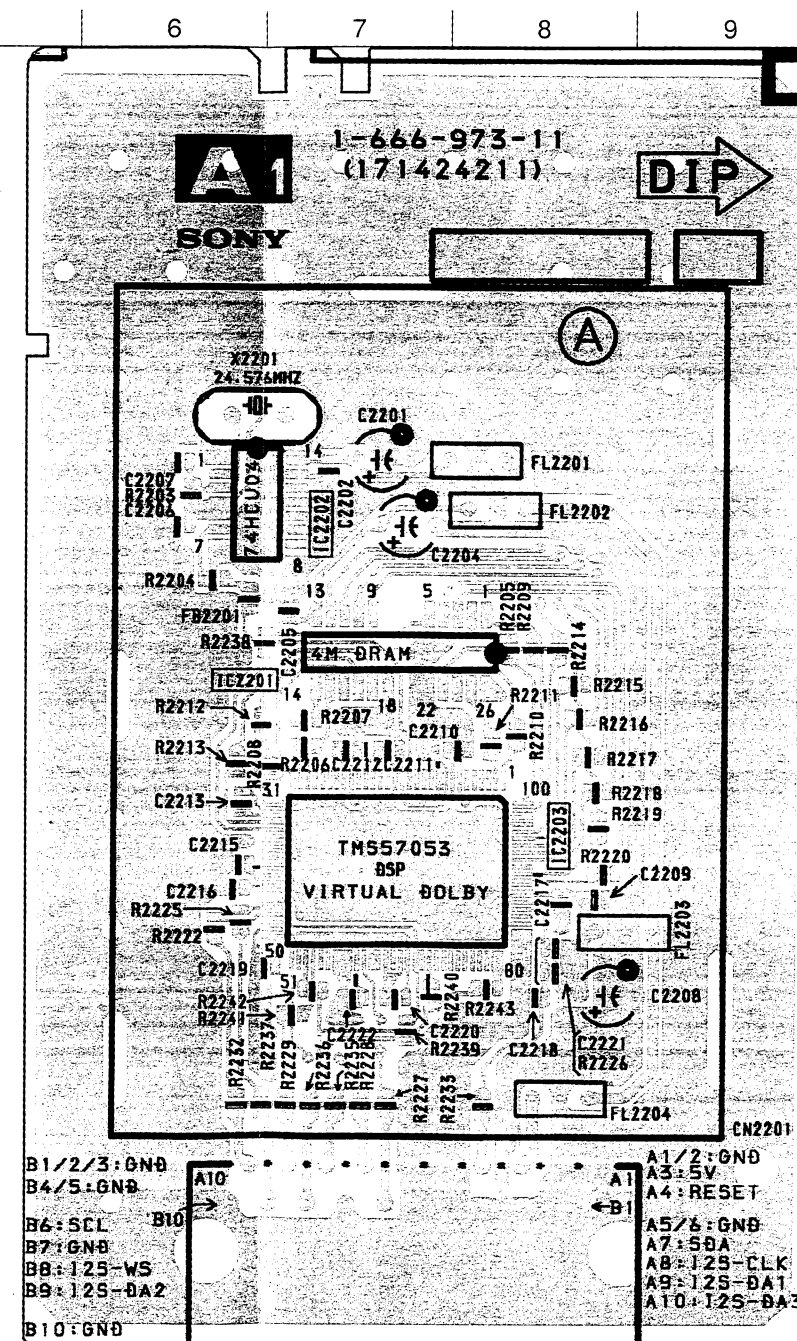 6 7 8 9
1-666-973-11
(171424211)
A1
DIP
SONY
A
X2201
24.576MHZ
C2201
FL2201
FL2202
C2204
C2207
R2203
C2206
1
7
74HCU04
14
8
IC2202
C2202
R2204
FB2201
R2238
C2205
13 9 5 1
R2205
R2209
R2214
4M DRAM
IC2201
14 18 22 26
R2212
R2207
C2210
R2211
R2210
R2215
R2216
R2213
R2208
R2206
C2212
C2211
R2217
R2218
R2219
C2213
31
1
100
IC2203
TMS57053
DSP
VIRTUAL DOLBY
C2215
C2216
R2220
C2209
C2217
R2225
R2222
FL2203
50
51
80
C2219
R2242
R2241
R2240
R2243
C2208
R2237
R2232
R2229
R2236
R2235
R2228
C2222
C2220
R2239
C2218
C2221
R2226
R2227
R2233
FL2204
CN2201
A10
B10
A1
B1
B1/2/3:GND
B4/5:GND
B6:SCL
B7:GND
B8:I2S-WS
B9:I2S-DA2
B10:GND
A1/2:GND
A3:5V
A4:RESET
A5/6:GND
A7:SDA
A8:I2S-CLK
A9:I2S-DA1
A10:I2S-DA3